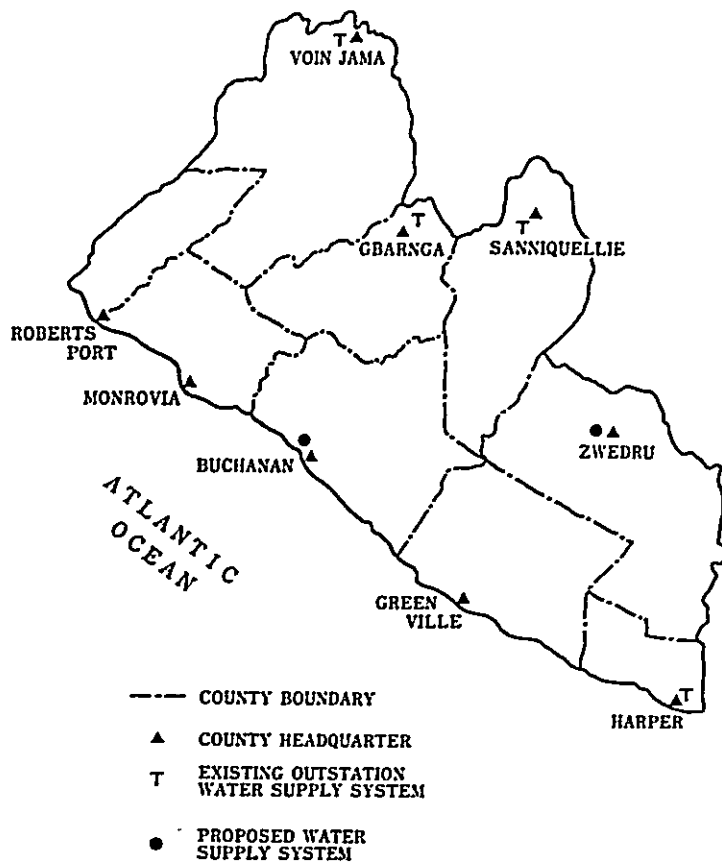 T
VOIN JAMA
T
GBARNGA
T
SANNIQUELLIE
ROBERTS
PORT
MONROVIA
BUCHANAN
ZWEDRU
ATLANTIC
OCEAN
GREEN
VILLE
T
HARPER
COUNTY BOUNDARY
COUNTY HEADQUARTER
T EXISTING OUTSTATION
WATER SUPPLY SYSTEM
PROPOSED WATER
SUPPLY SYSTEM